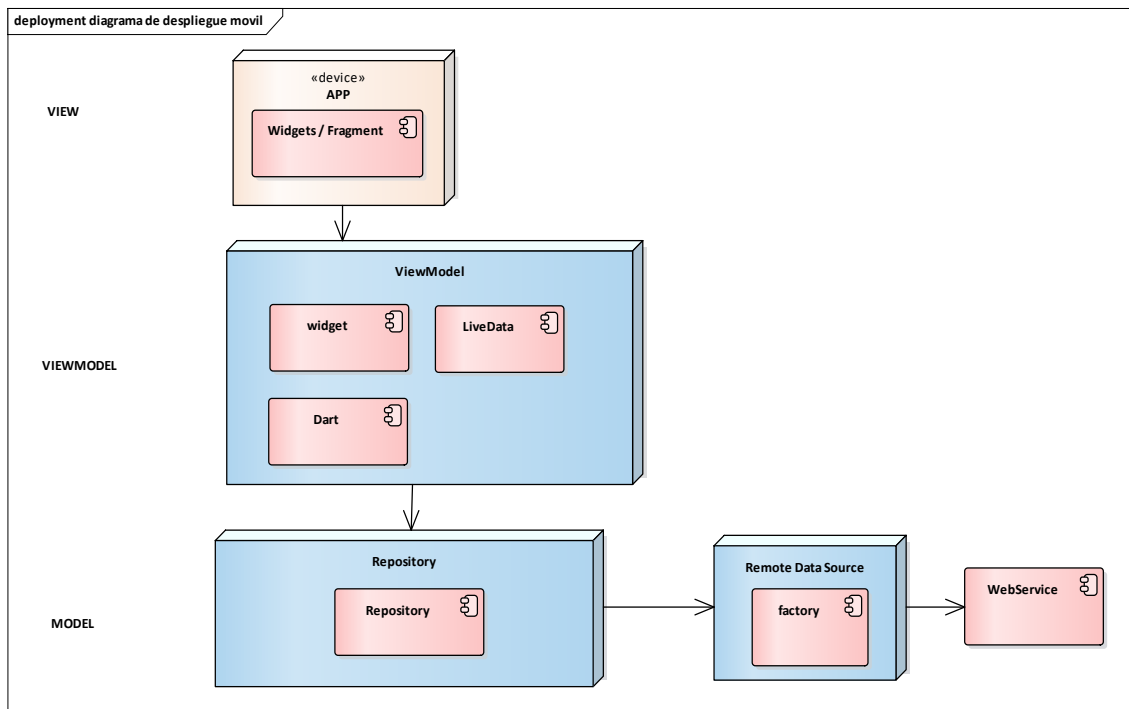 deployment diagrama de despliegue movil
VIEW
«device»
APP
Widgets / Fragment
VIEWMODEL
ViewModel
widget
LiveData
Dart
MODEL
Repository
Repository
Remote Data Source
factory
WebService